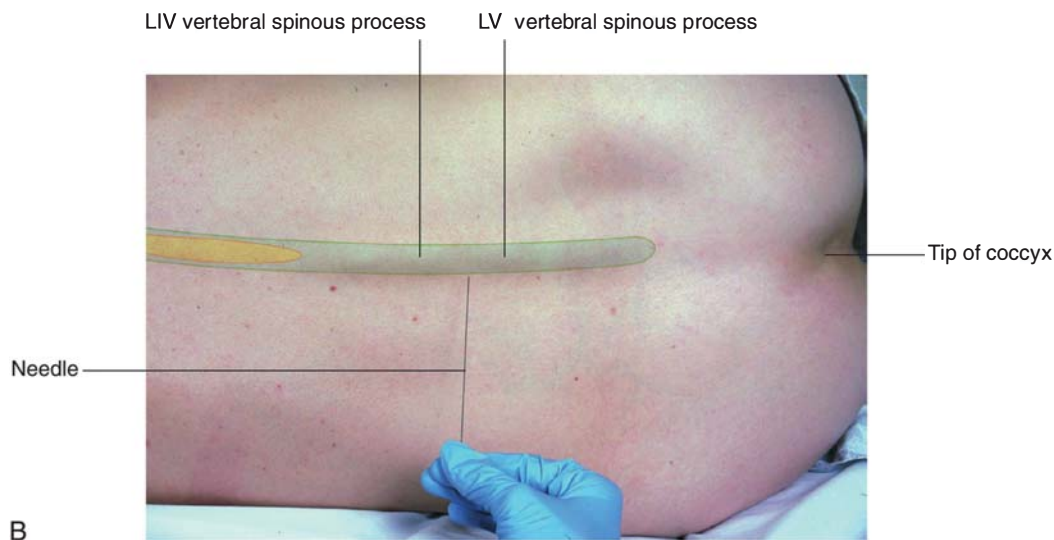 LIV vertebral spinous process
LV vertebral spinous process
Tip of coccyx
Needle
B